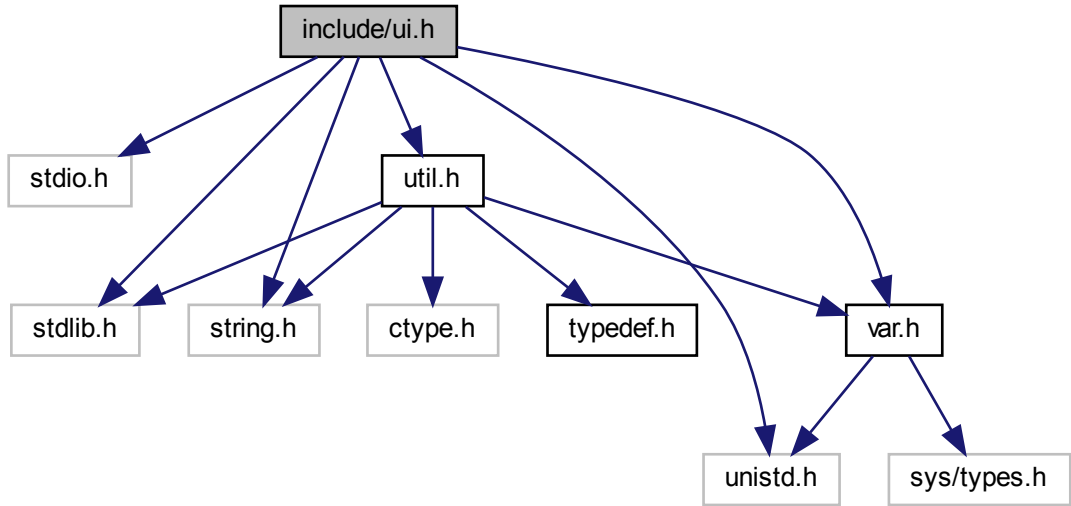 include/ui.h
stdio.h
util.h
stdlib.h
string.h
ctype.h
typedef.h
var.h
unistd.h
sys/types.h